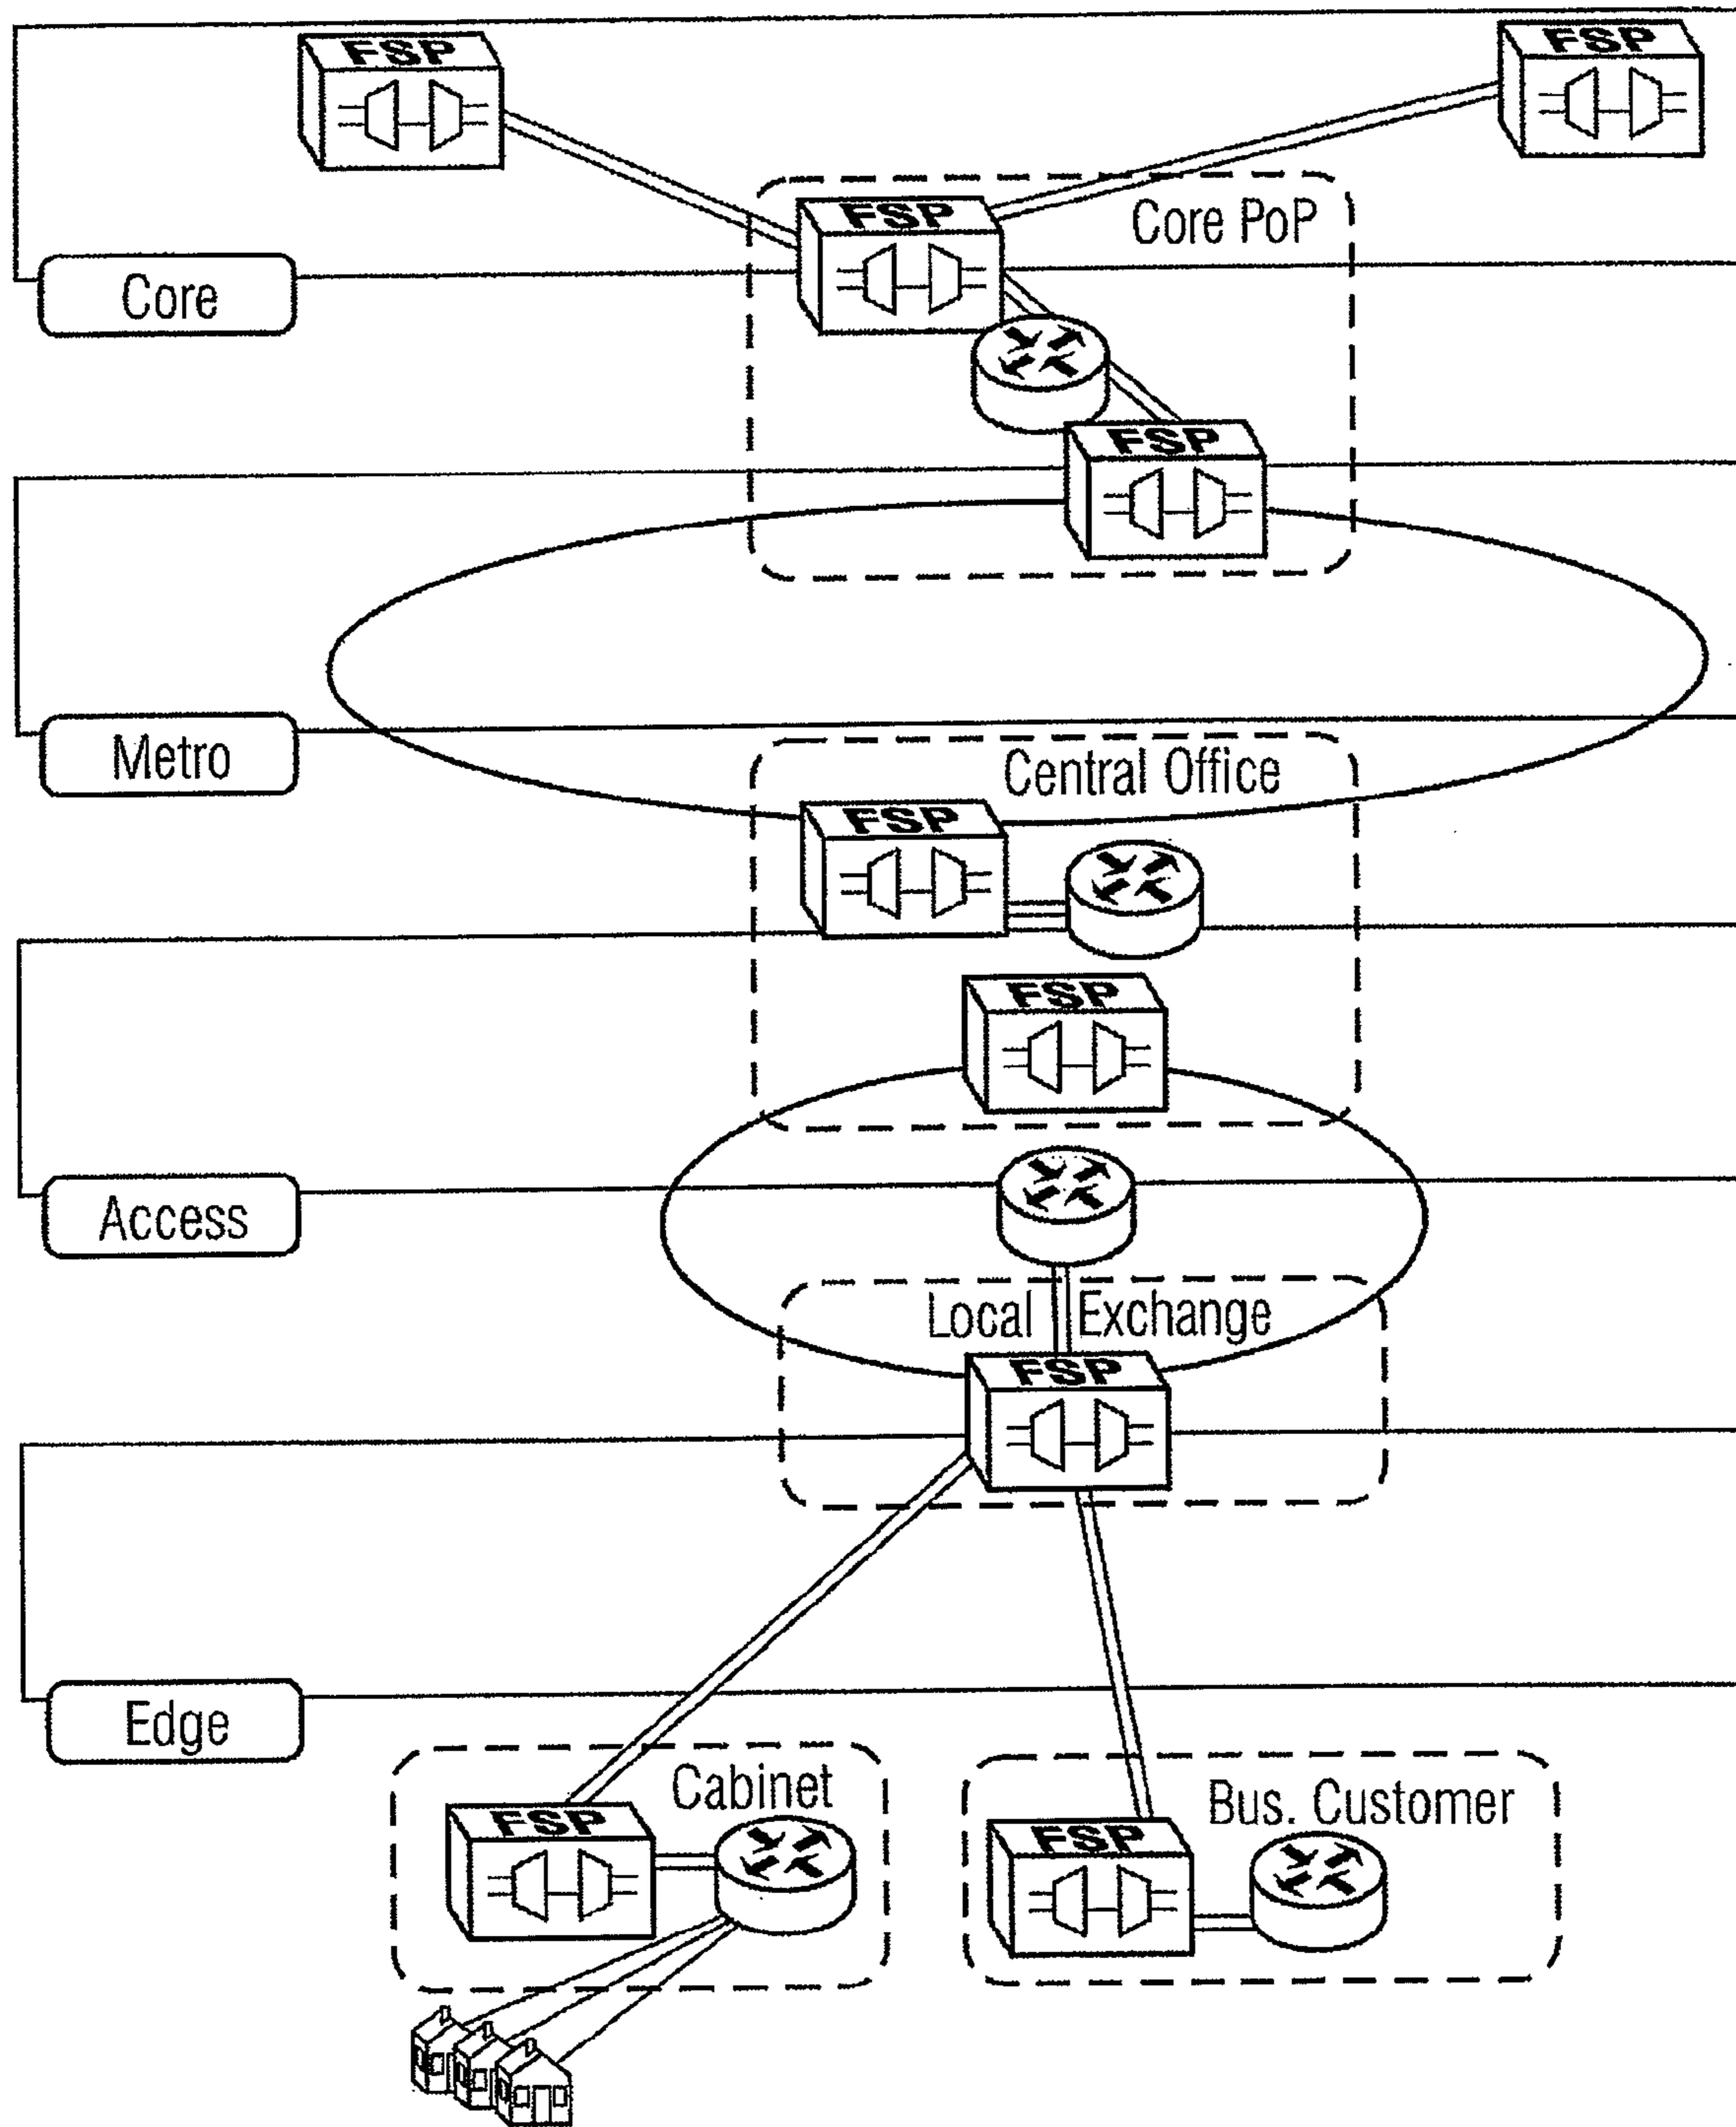 FSP
FSP
FSP
Core PoP
Core
FSP
Metro
Central Office
FSP
FSP
Access
Local Exchange
FSP
Edge
Cabinet
FSP
Bus. Customer
FSP